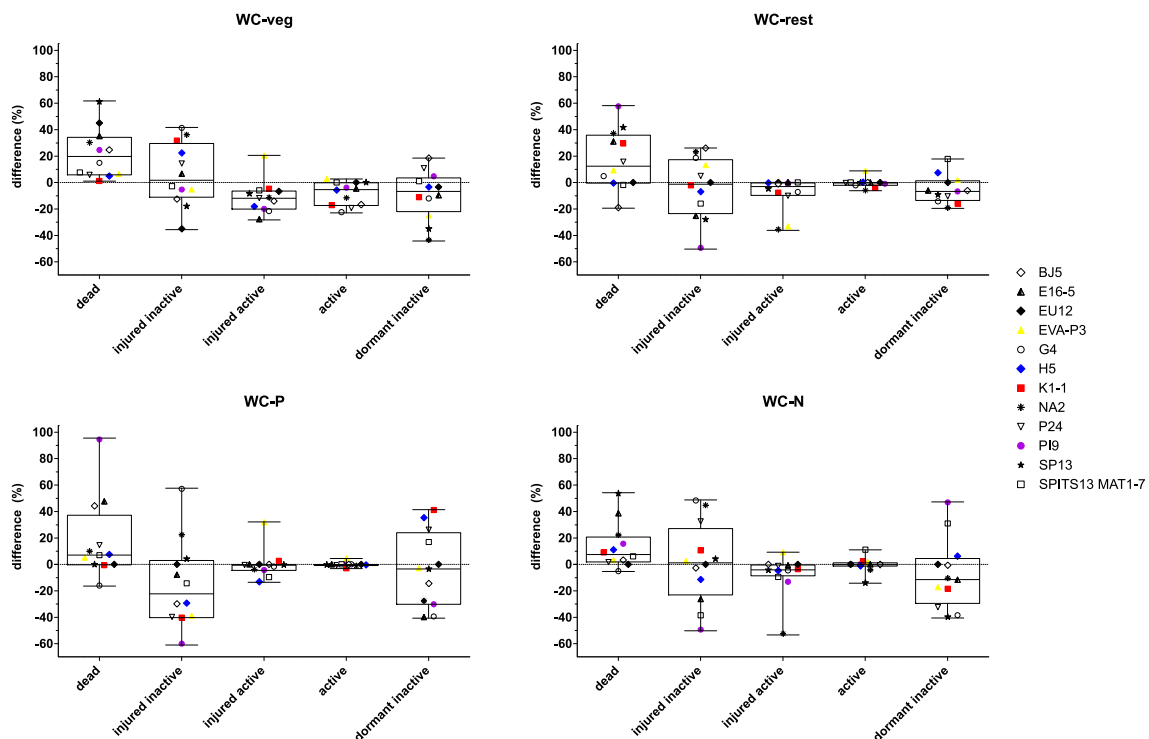 WC-veg
difference (%)
100
80
60
40
20
0
-20
-40
-60
dead
injured inactive
injured active
active
dormant inactive
WC-rest
difference (%)
100
80
60
40
20
0
-20
-40
-60
dead
injured inactive
injured active
active
dormant inactive
WC-P
difference (%)
100
80
60
40
20
0
-20
-40
-60
dead
injured inactive
injured active
active
dormant inactive
WC-N
difference (%)
100
80
60
40
20
0
-20
-40
-60
dead
injured inactive
injured active
active
dormant inactive
BJ5
E16-5
EU12
EVA-P3
G4
H5
K1-1
NA2
P24
PI9
SP13
SPITS13 MAT1-7